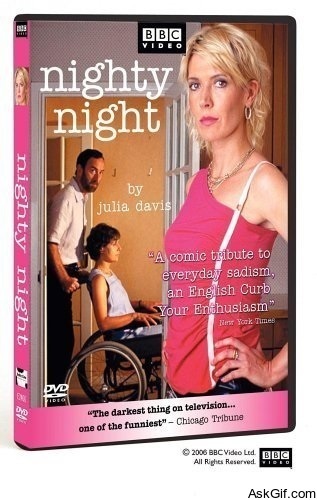 BBC
VIDEO
nighty
night
by
julia davis
"A comic tribute to
everyday sadism,
an English Curb
Your Enthusiasm"
New York Times
nighty night
DVD
VIDEO
"The darkest thing on television...
one of the funniest" – Chicago Tribune
© 2006 BBC Video Ltd.
All Rights Reserved.
BBC
VIDEO
AskGif.com